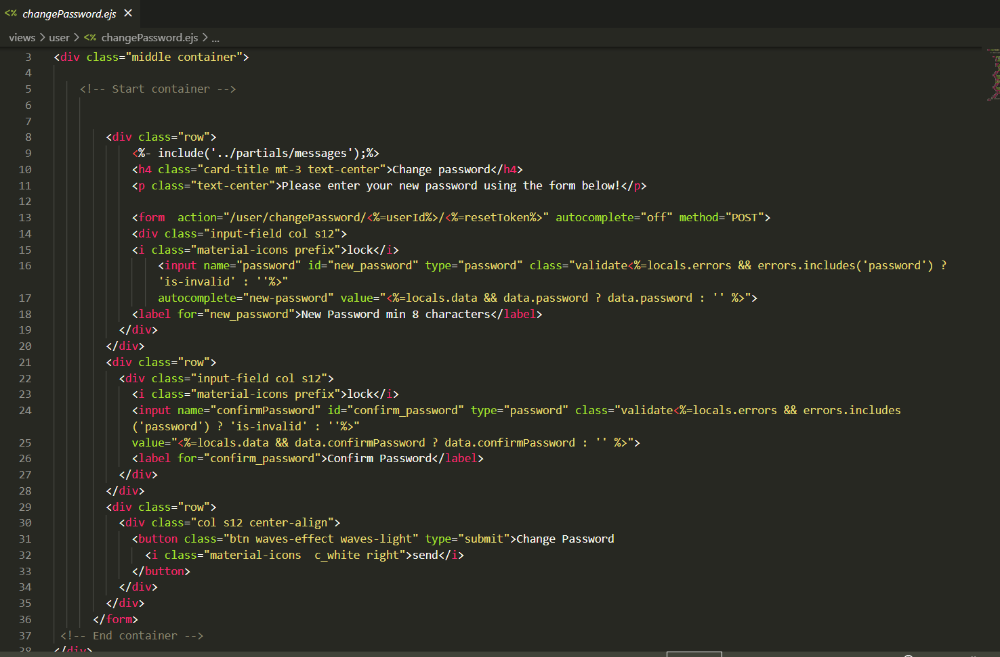 <% changePassword.ejs ✕
views > user > <% changePassword.ejs > ...
3 <div class="middle container">
4
5 <!-- Start container -->
6
7
8 <div class="row">
9 <%- include('../partials/messages');%>
10 <h4 class="card-title mt-3 text-center">Change password</h4>
11 <p class="text-center">Please enter your new password using the form below!</p>
12
13 <form  action="/user/changePassword/<%=userId%>/<%=resetToken%>" autocomplete="off" method="POST">
14 <div class="input-field col s12">
15 <i class="material-icons prefix">lock</i>
16 <input name="password" id="new_password" type="password" class="validate<%=locals.errors && errors.includes('password') ?
'is-invalid' : ''%>"
17 autocomplete="new-password" value="<%=locals.data && data.password ? data.password : '' %>">
18 <label for="new_password">New Password min 8 characters</label>
19 </div>
20 </div>
21 <div class="row">
22 <div class="input-field col s12">
23 <i class="material-icons prefix">lock</i>
24 <input name="confirmPassword" id="confirm_password" type="password" class="validate<%=locals.errors && errors.includes
('password') ? 'is-invalid' : ''%>"
25 value="<%=locals.data && data.confirmPassword ? data.confirmPassword : '' %>">
26 <label for="confirm_password">Confirm Password</label>
27 </div>
28 </div>
29 <div class="row">
30 <div class="col s12 center-align">
31 <button class="btn waves-effect waves-light" type="submit">Change Password
32 <i class="material-icons  c_white right">send</i>
33 </button>
34 </div>
35 </div>
36 </form>
37 <!-- End container -->
38 </div>